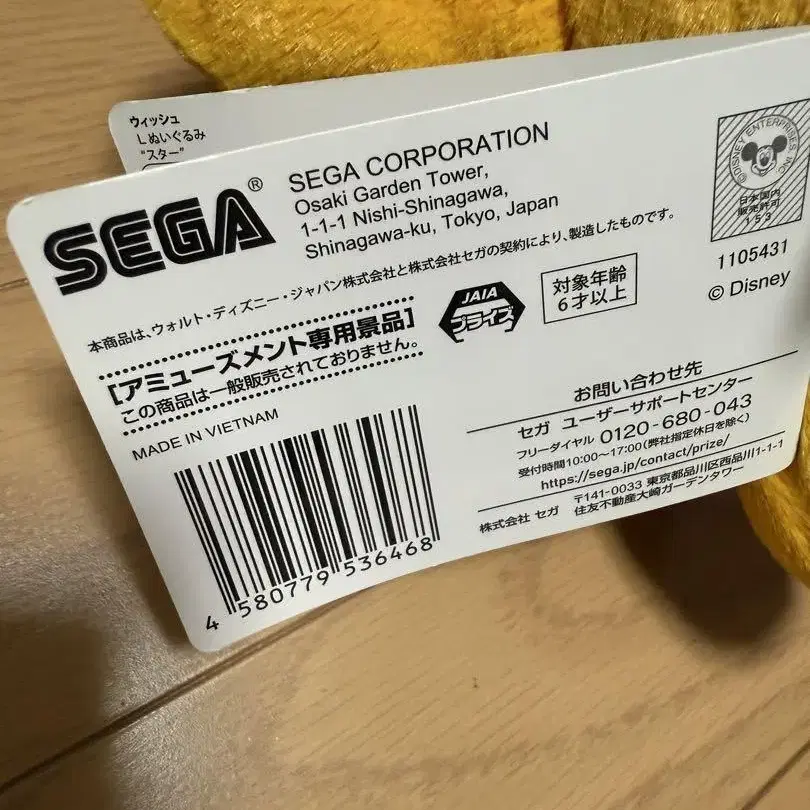 ウィッシュ
Lぬいぐるみ
“スター”
SEGA®
SEGA CORPORATION
Osaki Garden Tower,
1-1-1 Nishi-Shinagawa,
Shinagawa-ku, Tokyo, Japan
本商品は、ウォルト・ディズニー・ジャパン株式会社と株式会社セガの契約により、製造したものです。
[アミューズメント専用景品]
この商品は一般販売されておりません。
JAIA
プライズ
対象年齢
6才以上
©DISNEY ENTERPRISES INC
日本国内
販売許可
153
1105431
© Disney
MADE IN VIETNAM
4 580779 536468
お問い合わせ先
セガ ユーザーサポートセンター
フリーダイヤル 0120-680-043
受付時間10:00～17:00(弊社指定休日を除く)
https://sega.jp/contact/prize/
株式会社 セガ 〒141-0033 東京都品川区西品川1-1-1
住友不動産大崎ガーデンタワー